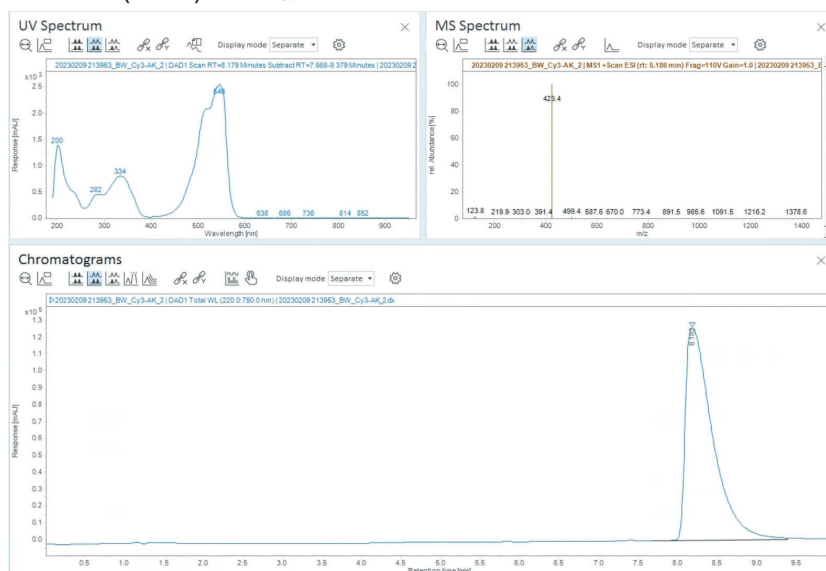 UV Spectrum
Display mode Separate
20230209 213953_BW_Cy3-AK_2 | DAD1 Scan RT=8.179 Minutes Subtract RT=7.666-9.379 Minutes | 20230209 2
x10 3
Response [mAU]
2.5
2.0
1.5
1.0
0.5
0.0
200
282
334
546
638 686 736 814 862
200 300 400 500 600 700 800 900
Wavelength [nm]
MS Spectrum
Display mode Separate
20230209 213953_BW_Cy3-AK_2 | MS1 +Scan ESI (rt: 8.186 min) Frag=110V Gain=1.0 | 20230209 213953_B
rel. Abundance [%]
100
80
60
40
20
0
423.4
123.8 219.9 303.0 391.4 499.4 587.6 670.0 773.4 891.5 985.6 1091.5 1216.2 1378.6
200 400 600 800 1000 1200 1400
m/z
Chromatograms
Display mode Separate
20230209 213953_BW_Cy3-AK_2 | DAD1 Total WL (220.0:760.0 nm) | 20230209 213953_BW_Cy3-AK_2.dx
x10 5
Response [mAU]
1.3
1.2
1.1
1.0
0.9
0.8
0.7
0.6
0.5
0.4
0.3
0.2
0.1
0.0
0.5 1.0 1.5 2.0 2.5 3.0 3.5 4.0 4.5 5.0 5.5 6.0 6.5 7.0 7.5 8.0 8.5 9.0 9.5
Retention time [min]